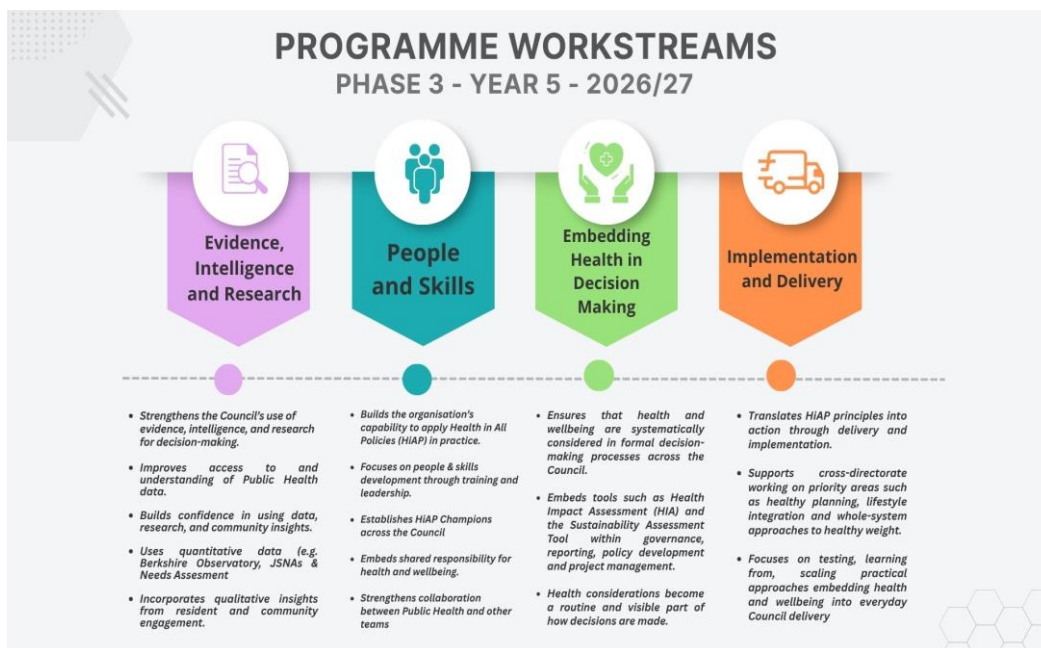 PROGRAMME WORKSTREAMS
PHASE 3 - YEAR 5 - 2026/27
Evidence,
Intelligence
and Research
• Strengthens the Council's use of
evidence, intelligence, and research
for decision-making.
• Improves access to and
understanding of Public Health
data.
• Builds confidence in using data,
research, and community insights.
• Uses quantitative data (e.g.
Berkshire Observatory, JSNAs &
Needs Assesment
• Incorporates qualitative insights
from resident and community
engagement.
People
and Skills
• Builds the organisation's
capability to apply Health in All
Policies (HiAP) in practice.
• Focuses on people & skills
development through training and
leadership.
• Establishes HiAP Champions
across the Council
• Embeds shared responsibility for
health and wellbeing.
• Strengthens collaboration
between Public Health and other
teams
Embedding
Health in
Decision
Making
• Ensures that health and
wellbeing are systematically
considered in formal decision-
making processes across the
Council.
• Embeds tools such as Health
Impact Assessment (HIA) and
the Sustainability Assessment
Tool within governance,
reporting, policy development
and project management.
• Health considerations become
a routine and visible part of
how decisions are made.
Implementation
and Delivery
• Translates HiAP principles into
action through delivery and
implementation.
• Supports cross-directorate
working on priority areas such
as healthy planning, lifestyle
integration and whole-system
approaches to healthy weight.
• Focuses on testing, learning
from, scaling practical
approaches embedding health
and wellbeing into everyday
Council delivery